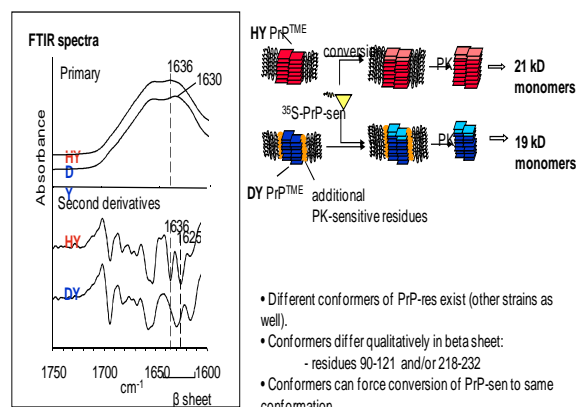 FTIR spectra
Primary
1636
1630
HY
DY
Absorbance
Second derivatives
1636
1625
HY
DY
1750 1700 1650 1600
cm-1
β sheet
HY PrPTME
conversion
PK
21 kD
monomers
35S-PrP-sen
PK
19 kD
monomers
DY PrPTME
additional
PK-sensitive residues
• Different conformers of PrP-res exist (other strains as
well).
• Conformers differ qualitatively in beta sheet:
- residues 90-121 and/or 218-232
• Conformers can force conversion of PrP-sen to same
conformation